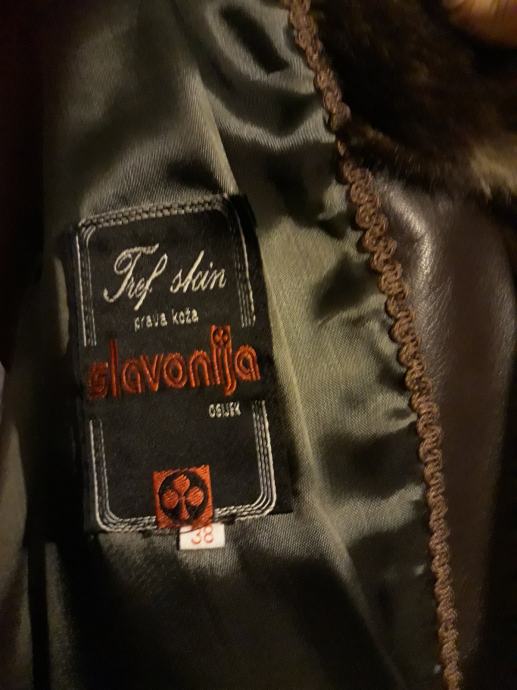 Tref skin
prava koža
slavonija
OSIJEK
38